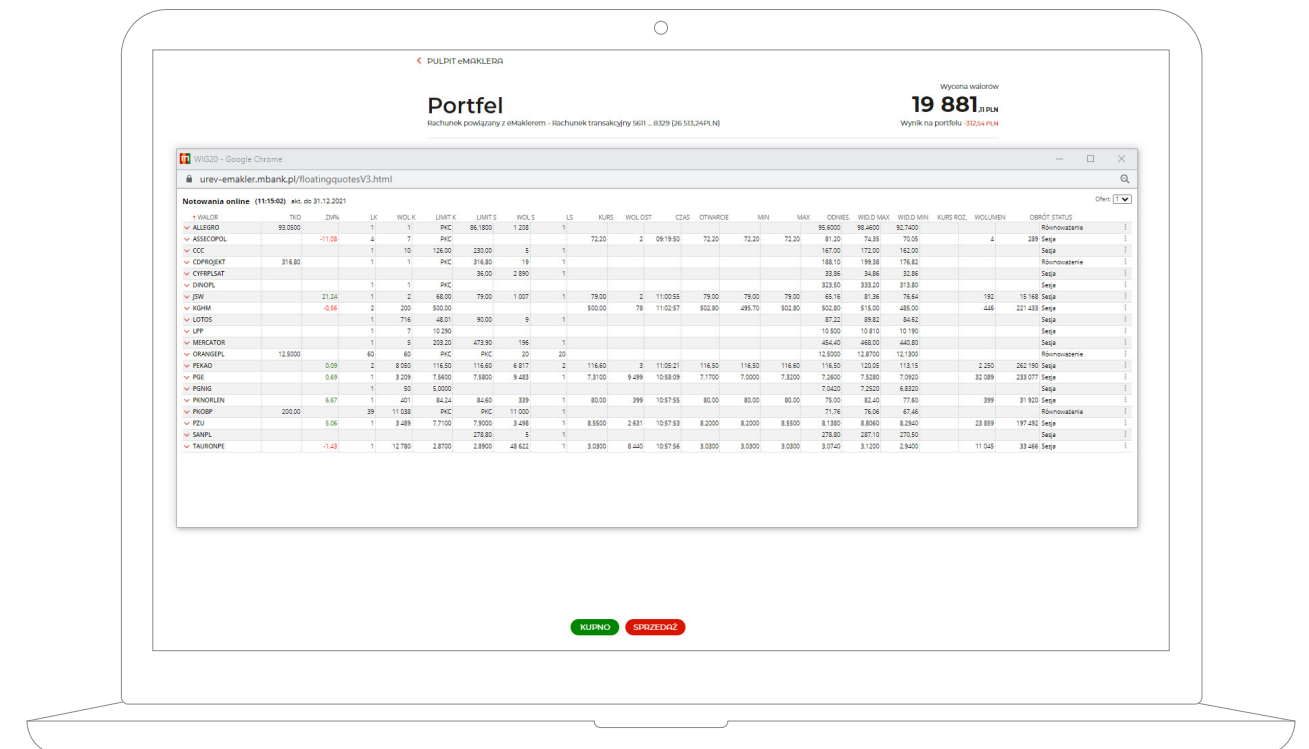 PULPIT eMAKLERA
Wycena walorów
Portfel
19 881,11 PLN
Rachunek powiązany z eMaklerem - Rachunek transakcyjny 5611 ... 8329 (26 513,24PLN)
Wynik na portfelu -312,54 PLN
WIG20 - Google Chrome
urev-emakler.mbank.pl/floatingquotesV3.html
Notowania online (11:15:02) akt. do 31.12.2021
Ofert 1
WALOR TKO ZM% LK WOL K LIMIT K LIMIT S WOL S LS KURS WOL OST CZAS OTWARCIE MIN MAX ODNIES. WID.D MAX WID.D MIN KURS ROZ. WOLUMEN OBRÓT STATUS
ALLEGRO 93,0500 1 1 PKC 86,1800 1 208 1 95,6000 98,4600 92,7400 Równoważenie
ASSECOPOL -11,08 4 7 PKC 72,20 2 09:19:50 72,20 72,20 72,20 81,20 74,35 70,05 4 289 Sesja
CCC 1 10 126,00 230,00 5 1 167,00 172,00 162,00 Sesja
CDPROJEKT 316,80 1 1 PKC 316,80 19 1 188,10 199,38 176,82 Równoważenie
CYFRPLSAT 36,00 2 890 1 33,86 34,86 32,86 Sesja
DINOPL 1 1 PKC 323,50 333,20 313,80 Sesja
JSW 21,24 1 2 68,00 79,00 1 007 1 79,00 2 11:00:55 79,00 79,00 79,00 65,16 81,36 76,64 192 15 168 Sesja
KGHM -0,56 2 200 500,00 500,00 78 11:02:57 502,80 495,70 502,80 502,80 515,00 485,00 446 221 433 Sesja
LOTOS 1 716 48,01 90,00 9 1 87,22 89,82 84,62 Sesja
LPP 1 7 10 290 10 500 10 810 10 190 Sesja
MERCATOR 1 5 203,20 473,90 196 1 454,40 468,00 440,80 Sesja
ORANGEPL 12,5000 60 60 PKC PKC 20 20 12,5000 12,8700 12,1300 Równoważenie
PEKAO 0,09 2 8 050 116,50 116,60 6 817 2 116,60 3 11:05:21 116,50 116,50 116,60 116,50 120,05 113,15 2 250 262 190 Sesja
PGE 0,69 1 3 209 7,5600 7,5800 9 483 1 7,3100 9 499 10:58:09 7,1700 7,0000 7,3200 7,2600 7,5280 7,0920 32 089 233 077 Sesja
PGNIG 1 50 5,0000 7,0420 7,2520 6,8320 Sesja
PKNORLEN 6,67 1 401 84,24 84,60 339 1 80,00 399 10:57:55 80,00 80,00 80,00 75,00 82,40 77,60 399 31 920 Sesja
PKOBP 200,00 39 11 038 PKC PKC 11 000 1 71,76 76,06 67,46 Równoważenie
PZU 5,06 1 3 489 7,7100 7,9000 3 498 1 8,5500 2 631 10:57:53 8,2000 8,2000 8,5500 8,1380 8,8060 8,2940 23 859 197 492 Sesja
SANPL 278,80 5 1 278,80 287,10 270,50 Sesja
TAURONPE -1,43 1 12 780 2,8700 2,8900 48 622 1 3,0300 8 440 10:57:56 3,0300 3,0300 3,0300 3,0740 3,1200 2,9400 11 045 33 466 Sesja
KUPNO SPRZEDAŻ